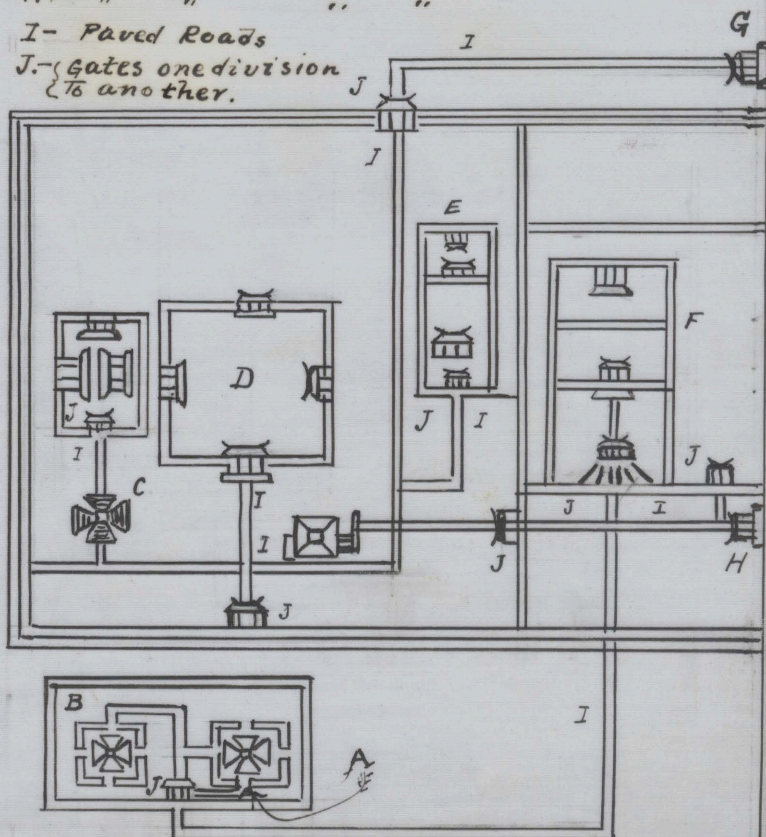 I- Paved Roads
J.-{Gates one division
{To another.
G
I
J
I
E
F
D
J
J I
J
I
C
I
J I
I
J
H
J
I
B
A
J